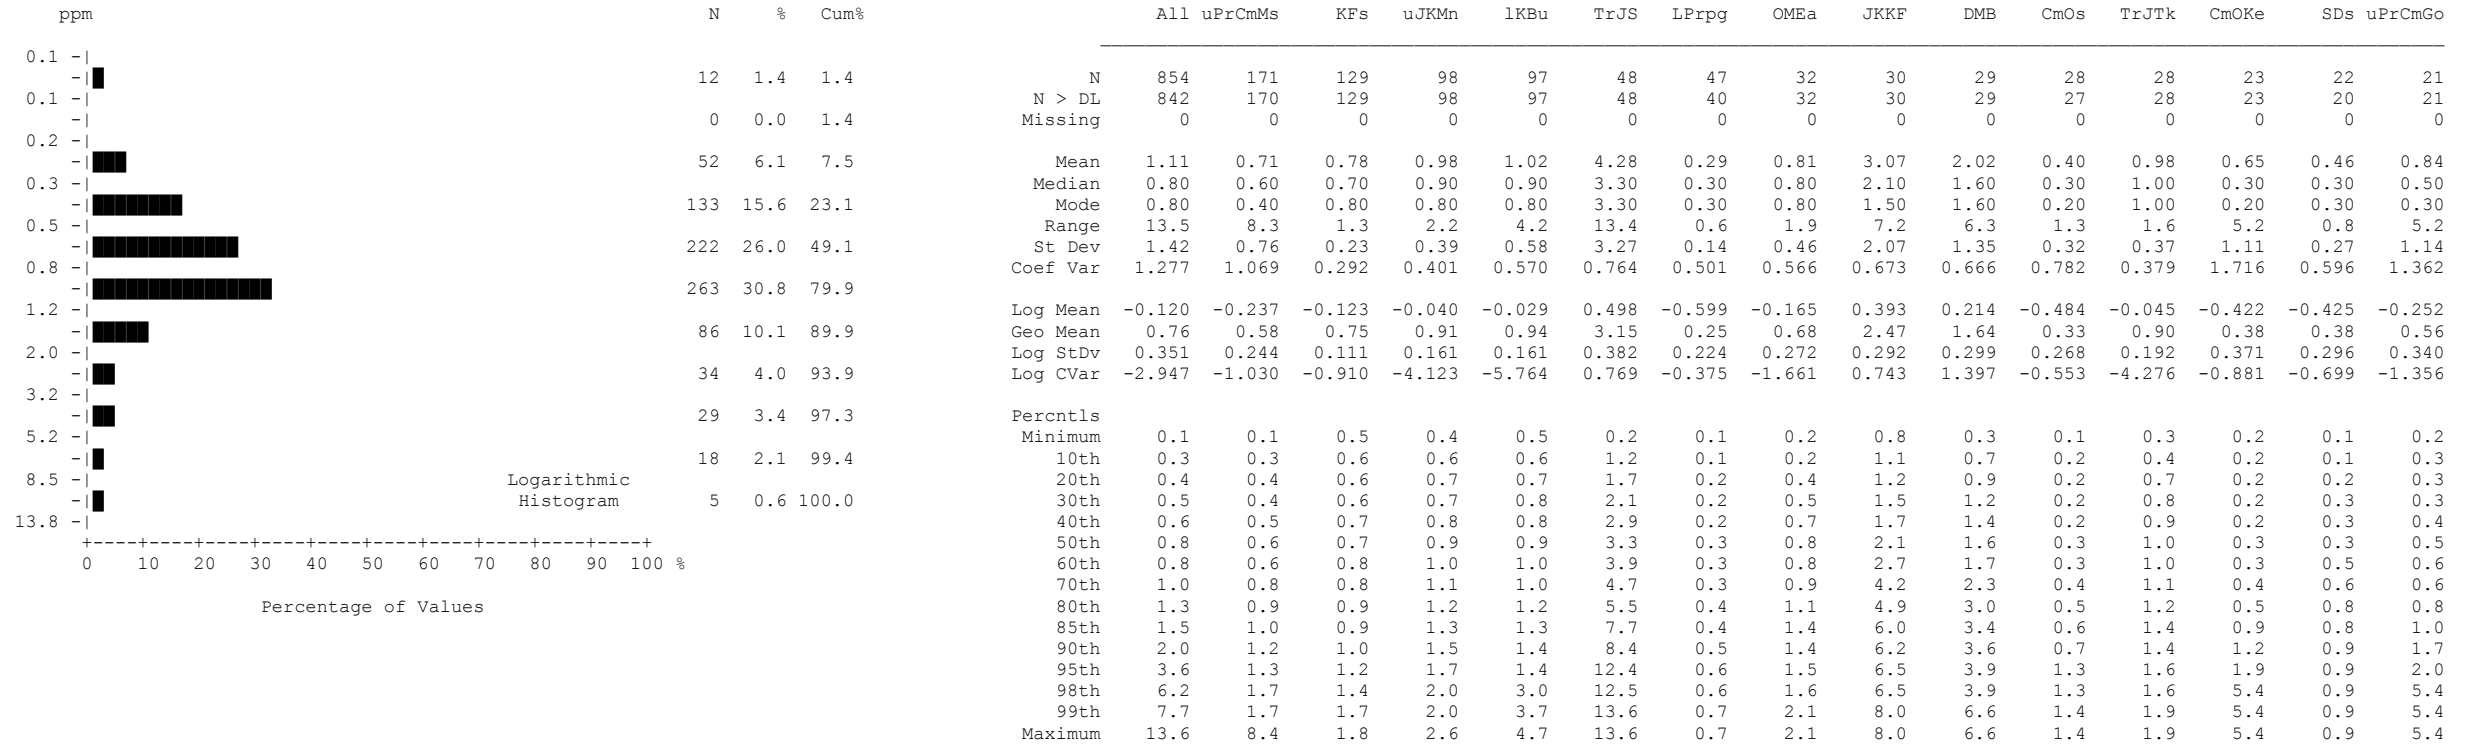 ppm N % Cum% All uPrCmMs KFs uJKMn lKBu TrJS LPrpg OMEa JKKF DMB CmOs TrJTk CmOKe SDs uPrCmGo
0.1 -|
-| 12 1.4 1.4 N 854 171 129 98 97 48 47 32 30 29 28 28 23 22 21
0.1 -| N > DL 842 170 129 98 97 48 40 32 30 29 27 28 23 20 21
-| 0 0.0 1.4 Missing 0 0 0 0 0 0 0 0 0 0 0 0 0 0 0
0.2 -|
-| 52 6.1 7.5 Mean 1.11 0.71 0.78 0.98 1.02 4.28 0.29 0.81 3.07 2.02 0.40 0.98 0.65 0.46 0.84
0.3 -| Median 0.80 0.60 0.70 0.90 0.90 3.30 0.30 0.80 2.10 1.60 0.30 1.00 0.30 0.30 0.50
-| 133 15.6 23.1 Mode 0.80 0.40 0.80 0.80 0.80 3.30 0.30 0.80 1.50 1.60 0.20 1.00 0.20 0.30 0.30
0.5 -| Range 13.5 8.3 1.3 2.2 4.2 13.4 0.6 1.9 7.2 6.3 1.3 1.6 5.2 0.8 5.2
-| 222 26.0 49.1 St Dev 1.42 0.76 0.23 0.39 0.58 3.27 0.14 0.46 2.07 1.35 0.32 0.37 1.11 0.27 1.14
0.8 -| Coef Var 1.277 1.069 0.292 0.401 0.570 0.764 0.501 0.566 0.673 0.666 0.782 0.379 1.716 0.596 1.362
-| 263 30.8 79.9
1.2 -| Log Mean -0.120 -0.237 -0.123 -0.040 -0.029 0.498 -0.599 -0.165 0.393 0.214 -0.484 -0.045 -0.422 -0.425 -0.252
-| 86 10.1 89.9 Geo Mean 0.76 0.58 0.75 0.91 0.94 3.15 0.25 0.68 2.47 1.64 0.33 0.90 0.38 0.38 0.56
2.0 -| Log StDv 0.351 0.244 0.111 0.161 0.161 0.382 0.224 0.272 0.292 0.299 0.268 0.192 0.371 0.296 0.340
-| 34 4.0 93.9 Log CVar -2.947 -1.030 -0.910 -4.123 -5.764 0.769 -0.375 -1.661 0.743 1.397 -0.553 -4.276 -0.881 -0.699 -1.356
3.2 -|
-| 29 3.4 97.3 Percntls
5.2 -| Minimum 0.1 0.1 0.5 0.4 0.5 0.2 0.1 0.2 0.8 0.3 0.1 0.3 0.2 0.1 0.2
-| 18 2.1 99.4 10th 0.3 0.3 0.6 0.6 0.6 1.2 0.1 0.2 1.1 0.7 0.2 0.4 0.2 0.1 0.3
8.5 -| Logarithmic 20th 0.4 0.4 0.6 0.7 0.7 1.7 0.2 0.4 1.2 0.9 0.2 0.7 0.2 0.2 0.3
-| Histogram 5 0.6 100.0 30th 0.5 0.4 0.6 0.7 0.8 2.1 0.2 0.5 1.5 1.2 0.2 0.8 0.2 0.3 0.3
13.8 -| 40th 0.6 0.5 0.7 0.8 0.8 2.9 0.2 0.7 1.7 1.4 0.2 0.9 0.2 0.3 0.4
+----+----+----+----+----+----+----+----+----+----+ 50th 0.8 0.6 0.7 0.9 0.9 3.3 0.3 0.8 2.1 1.6 0.3 1.0 0.3 0.3 0.5
0 10 20 30 40 50 60 70 80 90 100 % 60th 0.8 0.6 0.8 1.0 1.0 3.9 0.3 0.8 2.7 1.7 0.3 1.0 0.3 0.5 0.6
70th 1.0 0.8 0.8 1.1 1.0 4.7 0.3 0.9 4.2 2.3 0.4 1.1 0.4 0.6 0.6
Percentage of Values 80th 1.3 0.9 0.9 1.2 1.2 5.5 0.4 1.1 4.9 3.0 0.5 1.2 0.5 0.8 0.8
85th 1.5 1.0 0.9 1.3 1.3 7.7 0.4 1.4 6.0 3.4 0.6 1.4 0.9 0.8 1.0
90th 2.0 1.2 1.0 1.5 1.4 8.4 0.5 1.4 6.2 3.6 0.7 1.4 1.2 0.9 1.7
95th 3.6 1.3 1.2 1.7 1.4 12.4 0.6 1.5 6.5 3.9 1.3 1.6 1.9 0.9 2.0
98th 6.2 1.7 1.4 2.0 3.0 12.5 0.6 1.6 6.5 3.9 1.3 1.6 5.4 0.9 5.4
99th 7.7 1.7 1.7 2.0 3.7 13.6 0.7 2.1 8.0 6.6 1.4 1.9 5.4 0.9 5.4
Maximum 13.6 8.4 1.8 2.6 4.7 13.6 0.7 2.1 8.0 6.6 1.4 1.9 5.4 0.9 5.4